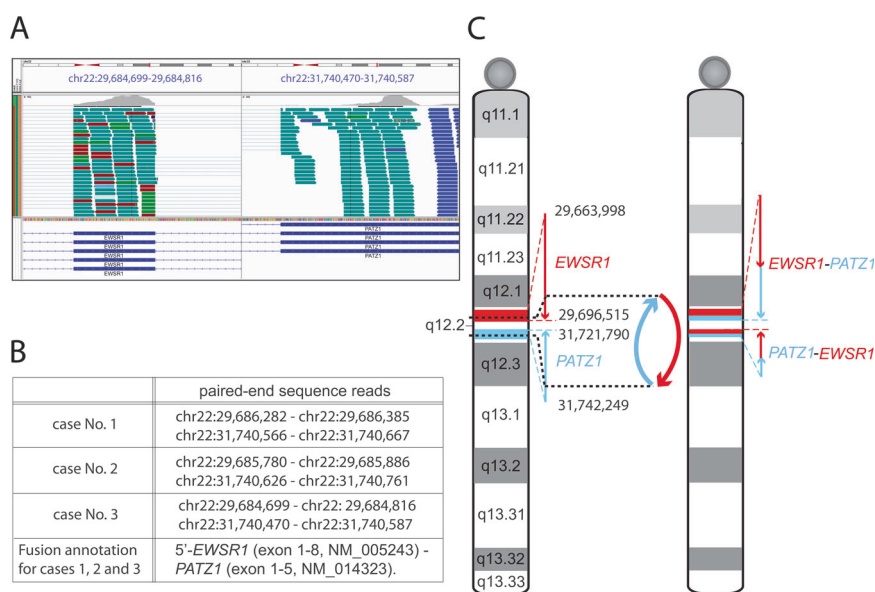 A
chr22:29,684,699-29,684,816
chr22:31,740,470-31,740,587
EWSR1
EWSR1
EWSR1
EWSR1
EWSR1
PATZ1
PATZ1
PATZ1
PATZ1
B
paired-end sequence reads
case No. 1
chr22:29,686,282 - chr22:29,686,385
chr22:31,740,566 - chr22:31,740,667
case No. 2
chr22:29,685,780 - chr22:29,685,886
chr22:31,740,626 - chr22:31,740,761
case No. 3
chr22:29,684,699 - chr22: 29,684,816
chr22:31,740,470 - chr22:31,740,587
Fusion annotation
for cases 1, 2 and 3
5'-EWSR1 (exon 1-8, NM_005243) -
PATZ1 (exon 1-5, NM_014323).
C
q11.1
q11.21
q11.22
q11.23
q12.1
q12.2
q12.3
q13.1
q13.2
q13.31
q13.32
q13.33
29,663,998
EWSR1
29,696,515
31,721,790
PATZ1
31,742,249
EWSR1-PATZ1
PATZ1-EWSR1